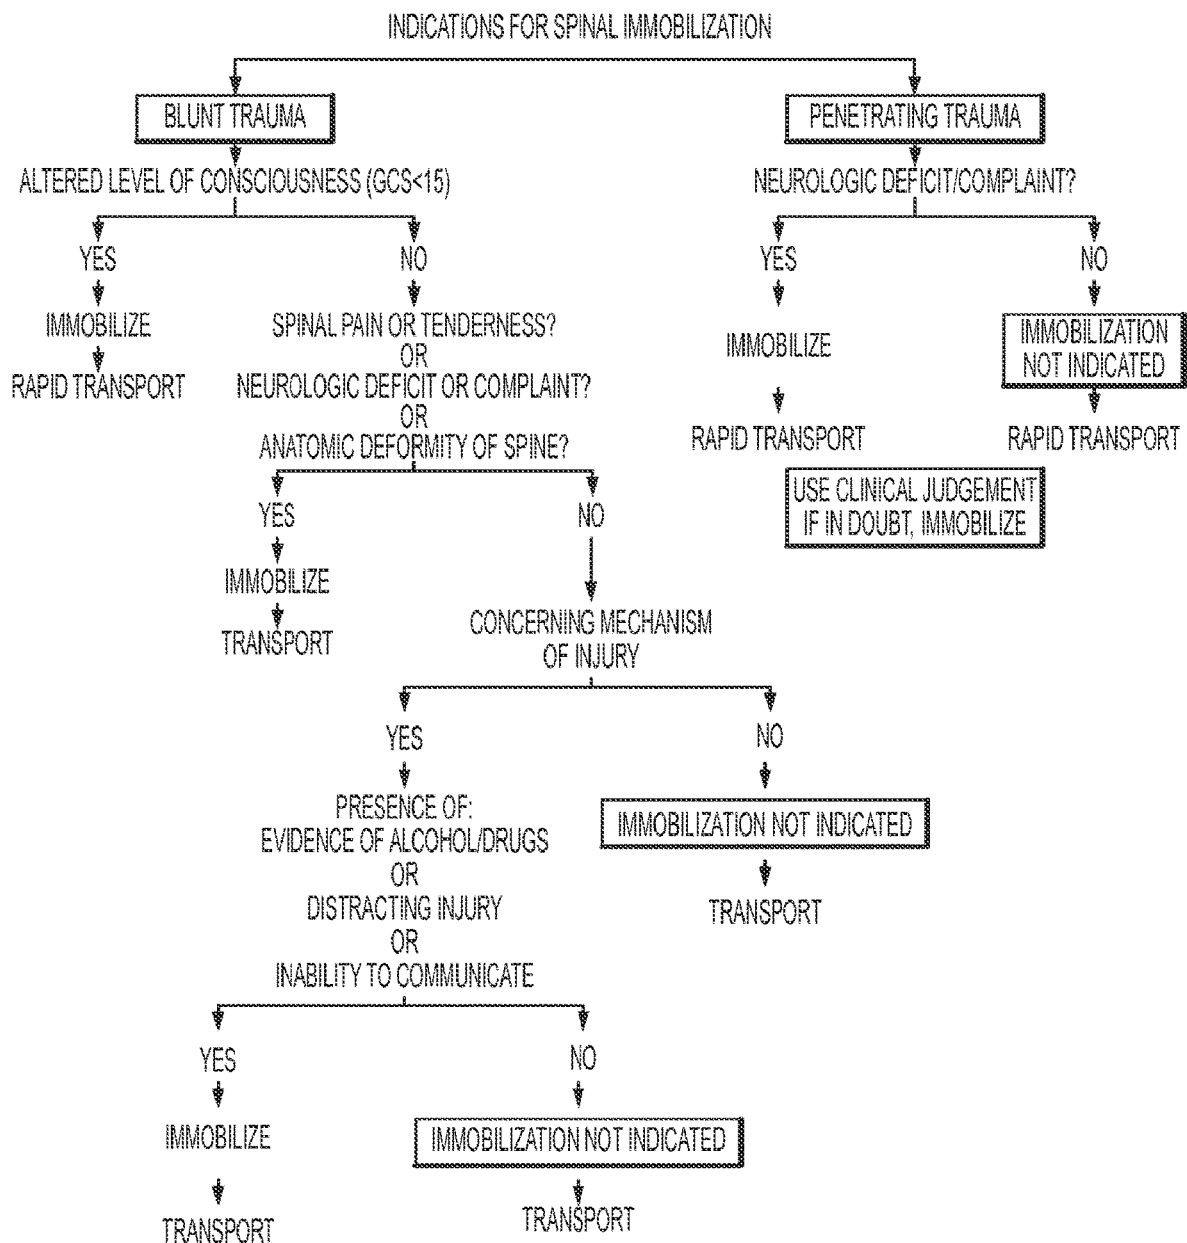 INDICATIONS FOR SPINAL IMMOBILIZATION
BLUNT TRAUMA
ALTERED LEVEL OF CONSCIOUSNESS (GCS<15)
YES
IMMOBILIZE
RAPID TRANSPORT
NO
SPINAL PAIN OR TENDERNESS?
OR
NEUROLOGIC DEFICIT OR COMPLAINT?
OR
ANATOMIC DEFORMITY OF SPINE?
YES
IMMOBILIZE
TRANSPORT
NO
CONCERNING MECHANISM
OF INJURY
YES
PRESENCE OF:
EVIDENCE OF ALCOHOL/DRUGS
OR
DISTRACTING INJURY
OR
INABILITY TO COMMUNICATE
YES
IMMOBILIZE
TRANSPORT
NO
IMMOBILIZATION NOT INDICATED
TRANSPORT
NO
IMMOBILIZATION NOT INDICATED
TRANSPORT
PENETRATING TRAUMA
NEUROLOGIC DEFICIT/COMPLAINT?
YES
IMMOBILIZE
RAPID TRANSPORT
NO
IMMOBILIZATION
NOT INDICATED
RAPID TRANSPORT
USE CLINICAL JUDGEMENT
IF IN DOUBT, IMMOBILIZE